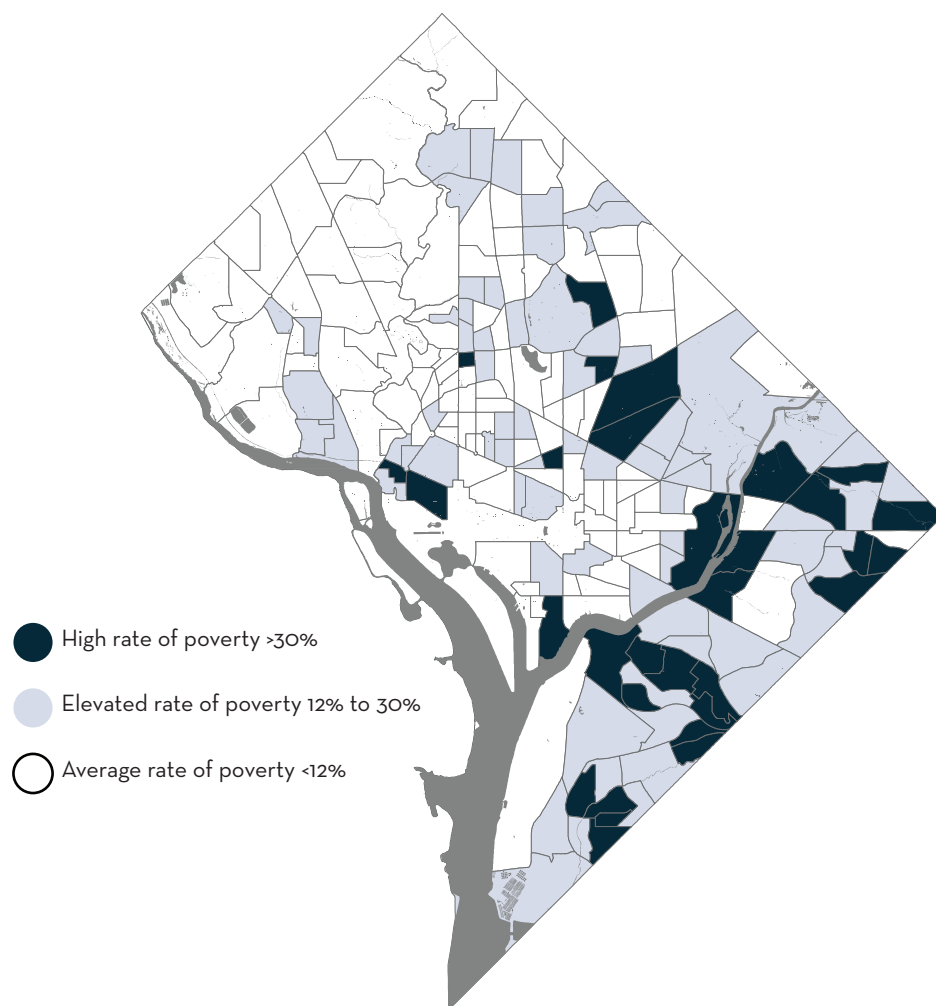 High rate of poverty >30%
Elevated rate of poverty 12% to 30%
Average rate of poverty <12%